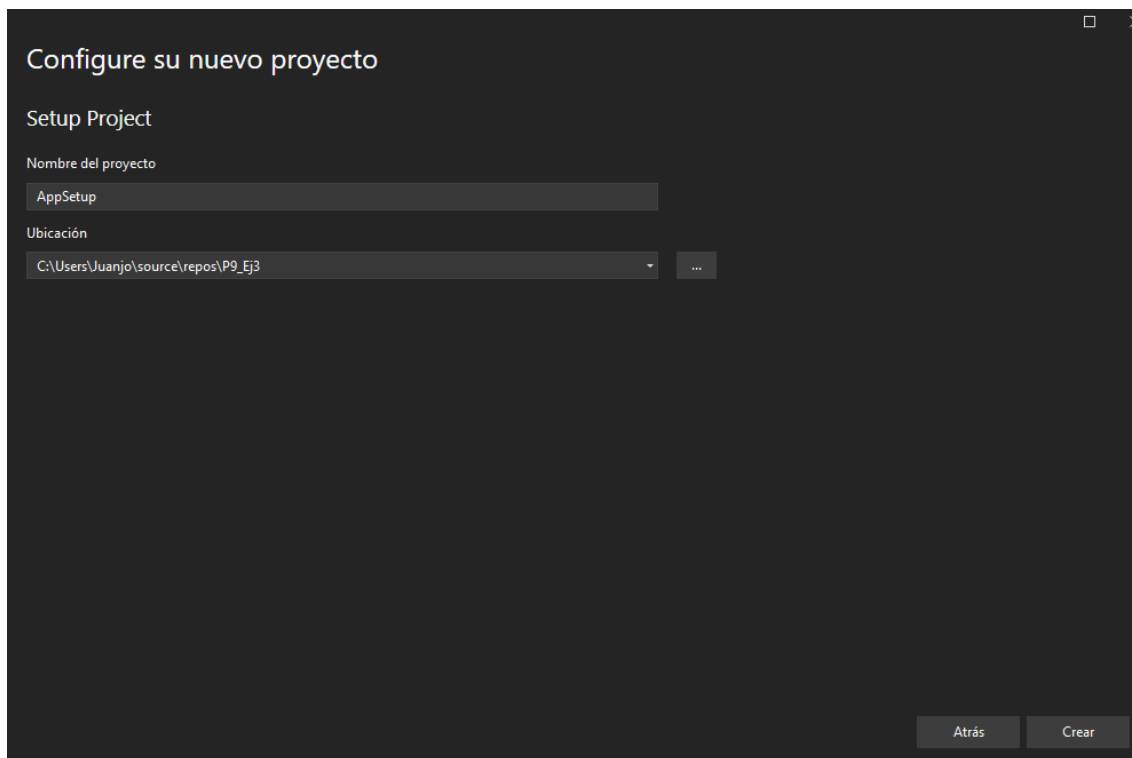 Configure su nuevo proyecto
Setup Project
Nombre del proyecto
AppSetup
Ubicación
C:\Users\Juanjo\source\repos\P9_Ej3
...
Atrás Crear